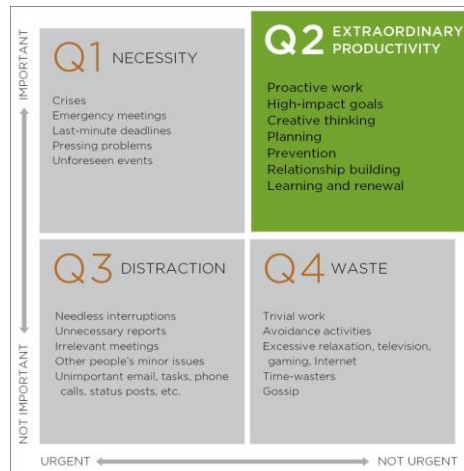 IMPORTANT
NOT IMPORTANT
Q1 NECESSITY
Crises
Emergency meetings
Last-minute deadlines
Pressing problems
Unforeseen events
Q2 EXTRAORDINARY
PRODUCTIVITY
Proactive work
High-impact goals
Creative thinking
Planning
Prevention
Relationship building
Learning and renewal
Q3 DISTRACTION
Needless interruptions
Unnecessary reports
Irrelevant meetings
Other people's minor issues
Unimportant email, tasks, phone
calls, status posts, etc.
Q4 WASTE
Trivial work
Avoidance activities
Excessive relaxation, television,
gaming, Internet
Time-wasters
Gossip
URGENT
NOT URGENT